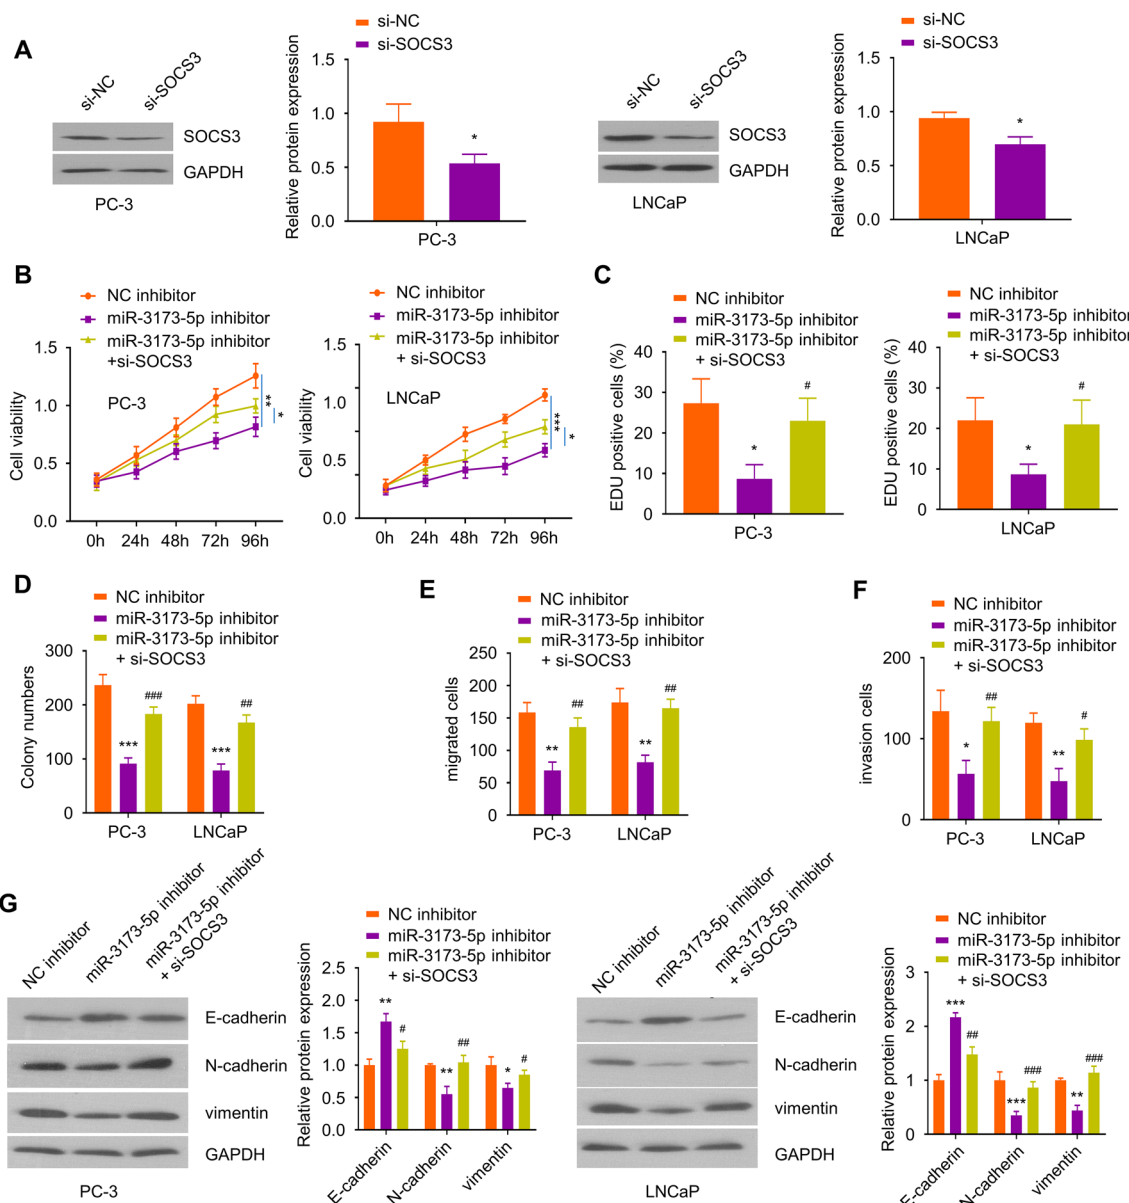 A
si-NC
si-SOCS3
SOCS3
GAPDH
PC-3
si-NC
si-SOCS3
Relative protein expression
1.5
1.0
0.5
0.0
*
PC-3
si-NC
si-SOCS3
SOCS3
GAPDH
LNCaP
si-NC
si-SOCS3
Relative protein expression
1.5
1.0
0.5
0.0
*
LNCaP
B
NC inhibitor
miR-3173-5p inhibitor
miR-3173-5p inhibitor
+si-SOCS3
Cell viability
1.5
1.0
0.5
0.0
PC-3
**
*
0h 24h 48h 72h 96h
NC inhibitor
miR-3173-5p inhibitor
miR-3173-5p inhibitor
+ si-SOCS3
Cell viability
1.5
1.0
0.5
0.0
LNCaP
***
*
0h 24h 48h 72h 96h
C
NC inhibitor
miR-3173-5p inhibitor
miR-3173-5p inhibitor
+ si-SOCS3
EDU positive cells (%)
40
30
20
10
0
*
#
PC-3
NC inhibitor
miR-3173-5p inhibitor
miR-3173-5p inhibitor
+ si-SOCS3
EDU positive cells (%)
40
30
20
10
0
*
#
LNCaP
D
NC inhibitor
miR-3173-5p inhibitor
miR-3173-5p inhibitor
+ si-SOCS3
Colony numbers
300
200
100
0
***
###
***
##
PC-3 LNCaP
E
NC inhibitor
miR-3173-5p inhibitor
miR-3173-5p inhibitor
+ si-SOCS3
migrated cells
250
200
150
100
50
0
**
##
**
##
PC-3 LNCaP
F
NC inhibitor
miR-3173-5p inhibitor
miR-3173-5p inhibitor
+ si-SOCS3
invasion cells
200
100
0
*
##
**
#
PC-3 LNCaP
G
NC inhibitor
miR-3173-5p inhibitor
miR-3173-5p inhibitor
+ si-SOCS3
E-cadherin
N-cadherin
vimentin
GAPDH
PC-3
NC inhibitor
miR-3173-5p inhibitor
miR-3173-5p inhibitor
+ si-SOCS3
Relative protein expression
2.5
2.0
1.5
1.0
0.5
0.0
**
#
**
##
*
#
E-cadherin
N-cadherin
vimentin
NC inhibitor
miR-3173-5p inhibitor
miR-3173-5p inhibitor
+ si-SOCS3
E-cadherin
N-cadherin
vimentin
GAPDH
LNCaP
NC inhibitor
miR-3173-5p inhibitor
miR-3173-5p inhibitor
+ si-SOCS3
Relative protein expression
3
2
1
0
***
##
***
###
**
###
E-cadherin
N-cadherin
vimentin